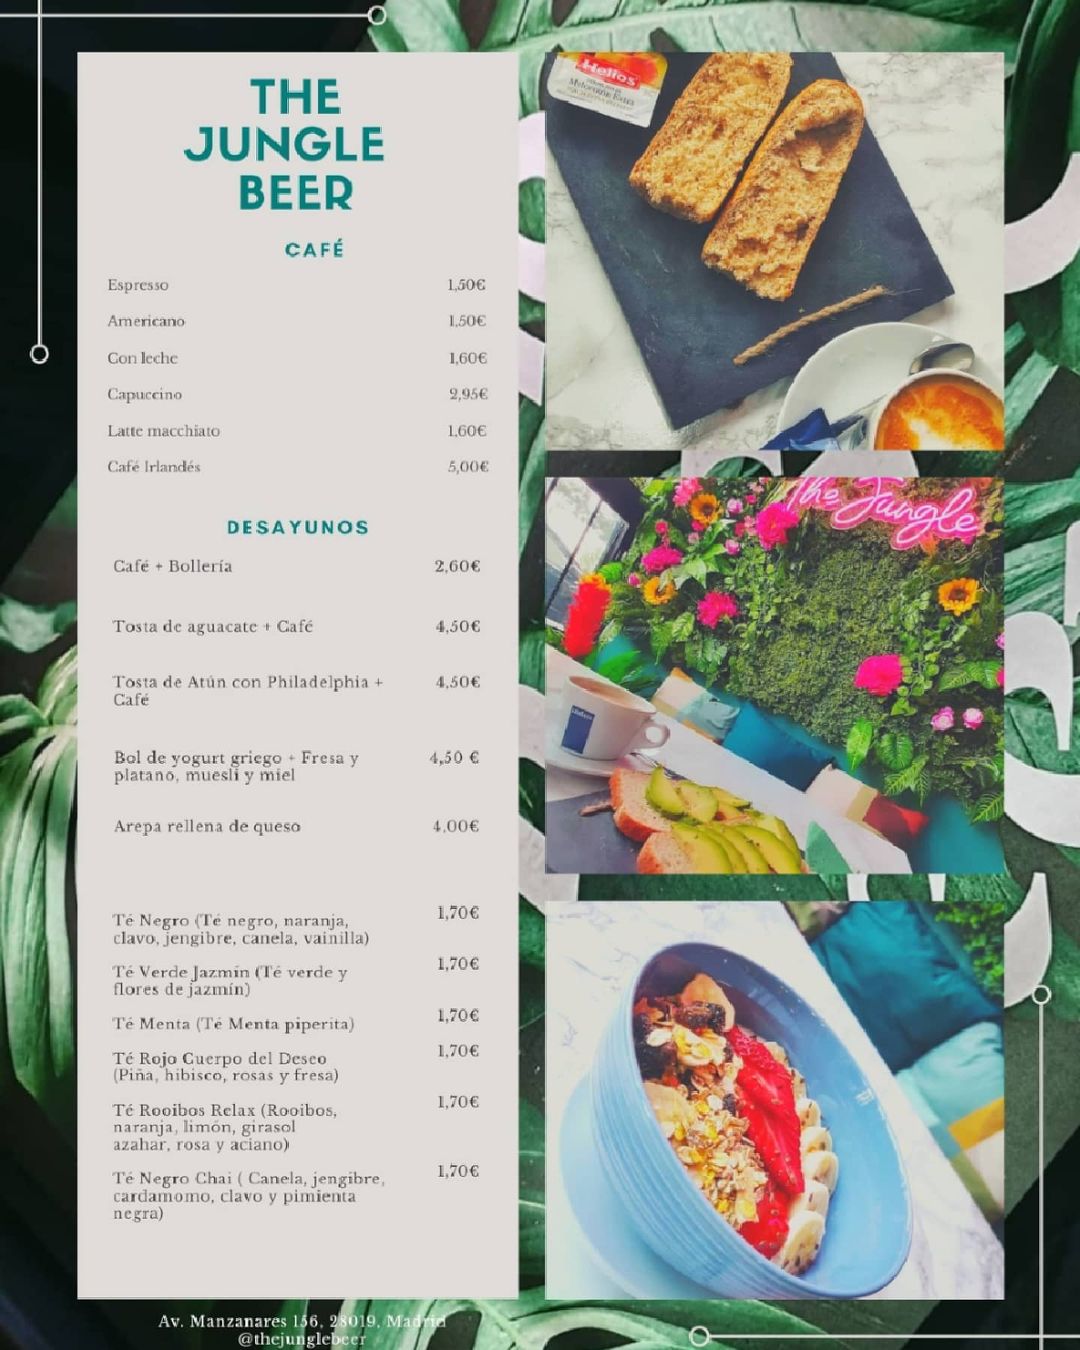 THE
JUNGLE
BEER
CAFÉ
Espresso 1,50€
Americano 1,50€
Con leche 1,60€
Capuccino 2,95€
Latte macchiato 1,60€
Café Irlandés 5,00€
DESAYUNOS
Café + Bollería 2,60€
Tosta de aguacate + Café 4,50€
Tosta de Atún con Philadelphia + 4,50€
Café
Bol de yogurt griego + Fresa y 4,50 €
platano, muesli y miel
Arepa rellena de queso 4,00€
Té Negro (Té negro, naranja, 1,70€
clavo, jengibre, canela, vainilla)
Té Verde Jazmín (Té verde y 1,70€
flores de jazmín)
Té Menta (Té Menta piperita) 1,70€
Té Rojo Cuerpo del Deseo 1,70€
(Piña, hibisco, rosas y fresa)
Té Rooibos Relax (Rooibos, 1,70€
naranja, limón, girasol
azahar, rosa y aciano)
Té Negro Chai ( Canela, jengibre, 1,70€
cardamomo, clavo y pimienta
negra)
Av. Manzanares 156, 28019, Madrid
@thejunglebeer
Helios
Melocotón Extra
The Jungle
Lavazza